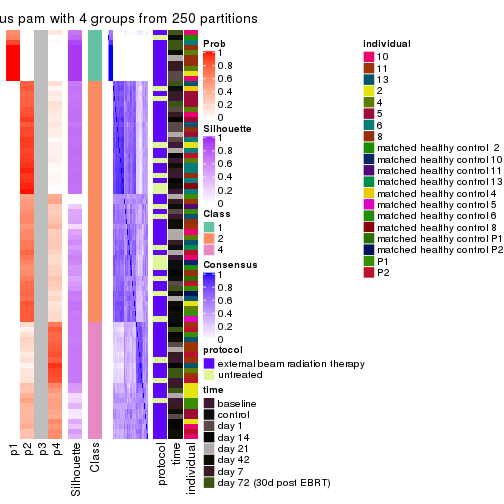 us pam with 4 groups from 250 partitions
Prob
1
0.8
0.6
0.4
0.2
0
Silhouette
1
0.8
0.6
0.4
0.2
0
Class
1
2
4
Consensus
1
0.8
0.6
0.4
0.2
0
protocol
external beam radiation therapy
untreated
time
baseline
control
day 1
day 14
day 21
day 42
day 7
day 72 (30d post EBRT)
individual
10
11
13
2
4
5
6
8
matched healthy control 2
matched healthy control 10
matched healthy control 11
matched healthy control 13
matched healthy control 4
matched healthy control 5
matched healthy control 6
matched healthy control 8
matched healthy control P1
matched healthy control P2
P1
P2
p1
p2
p3
p4
Silhouette
Class
protocol
time
individual